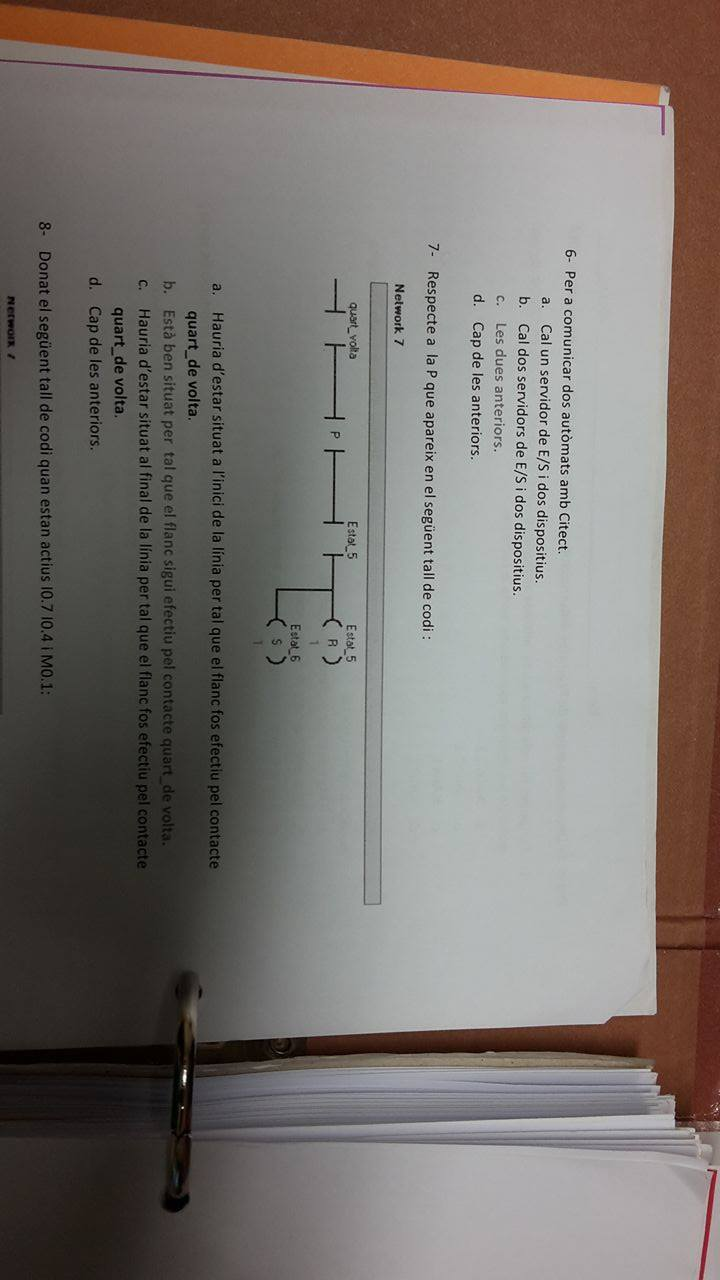 6- Per a comunicar dos autòmats amb Citect.
a. Cal un servidor de E/S i dos dispositius.
b. Cal dos servidors de E/S i dos dispositius.
c. Les dues anteriors.
d. Cap de les anteriors.
7- Respecte a la P que apareix en el següent tall de codi :
Network 7
quart_volta Estat_5 Estat_5
P R
1
Estat_6
S
1
a. Hauria d'estar situat a l'inici de la línia per tal que el flanc fos efectiu pel contacte
quart_de volta.
b. Està ben situat per tal que el flanc sigui efectiu pel contacte quart_de volta.
c. Hauria d'estar situat al final de la línia per tal que el flanc fos efectiu pel contacte
quart_de volta.
d. Cap de les anteriors.
8- Donat el següent tall de codi quan estan actius I0.7 I0.4 i M0.1:
Network 7